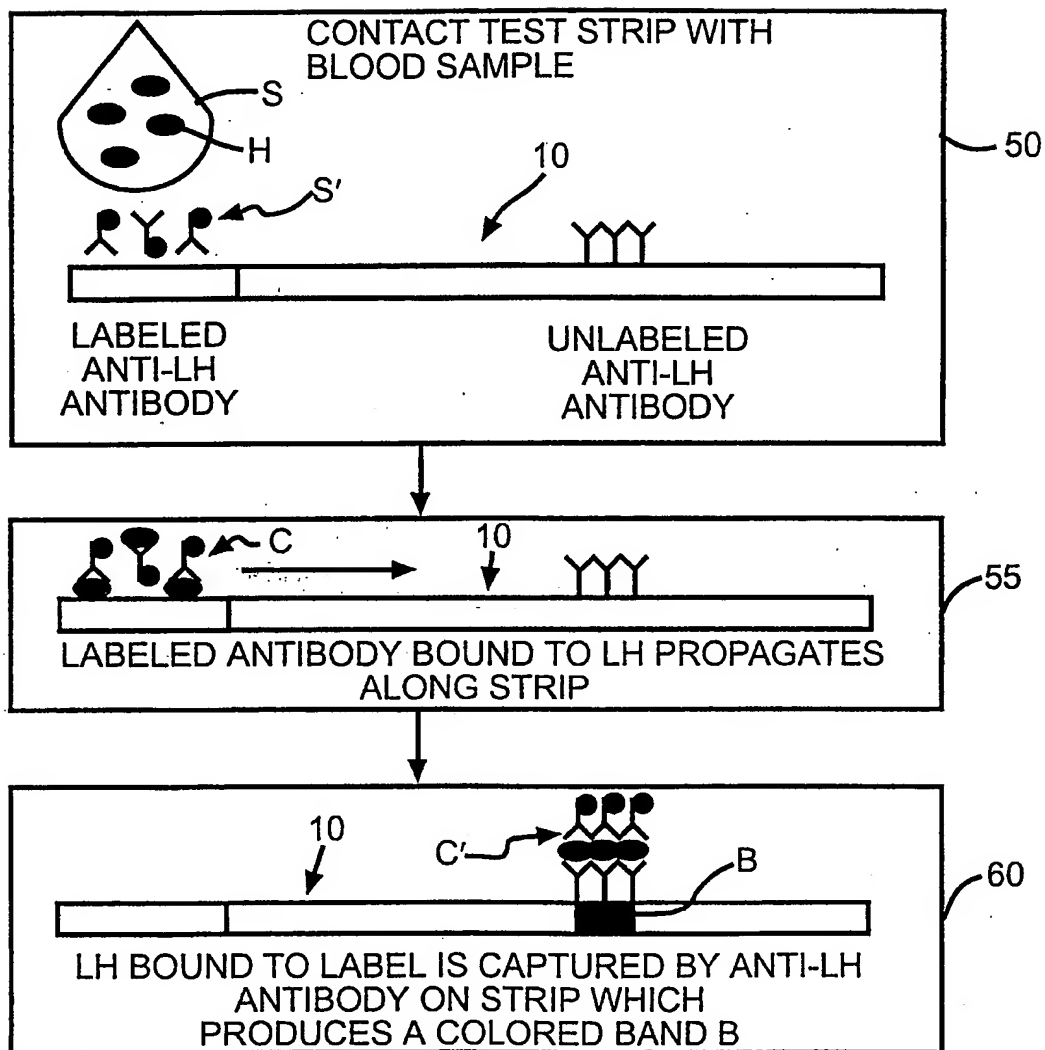 CONTACT TEST STRIP WITH
BLOOD SAMPLE
S
H
50
10
S'
LABELED
ANTI-LH
ANTIBODY
UNLABELED
ANTI-LH
ANTIBODY
C
10
55
LABELED ANTIBODY BOUND TO LH PROPAGATES
ALONG STRIP
10
C'
B
60
LH BOUND TO LABEL IS CAPTURED BY ANTI-LH
ANTIBODY ON STRIP WHICH
PRODUCES A COLORED BAND B